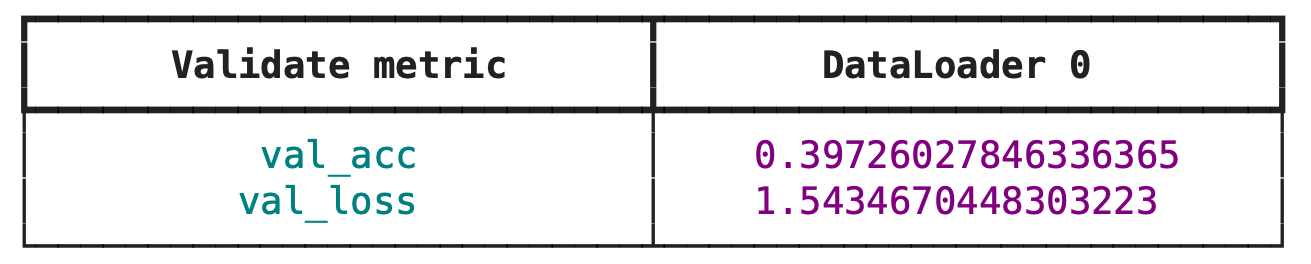 Validate metric DataLoader 0
val_acc 0.39726027846336365
val_loss 1.5434670448303223